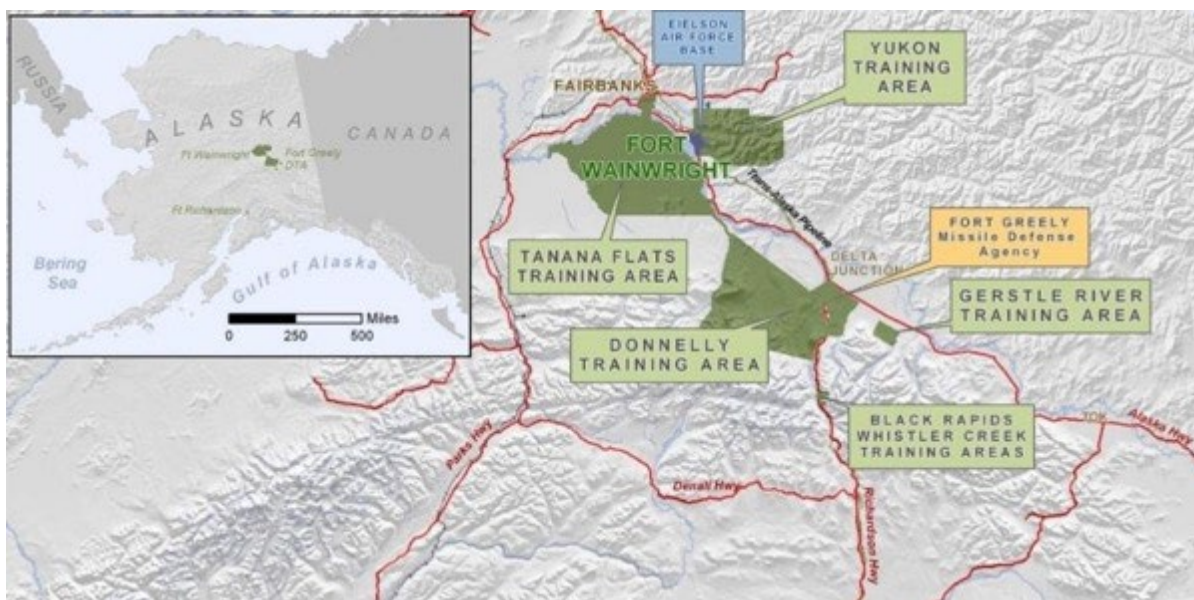 RUSSIA
ALASKA
CANADA
Ft Wainwright
Fort Greely
DTA
Ft Richardson
Bering
Sea
Gulf of Alaska
Miles
0 250 500
EIELSON
AIR FORCE
BASE
YUKON
TRAINING
AREA
FAIRBANKS
FORT
WAINWRIGHT
Trans-Alaska Pipeline
TANANA FLATS
TRAINING AREA
FORT GREELY
Missile Defense
Agency
DELTA
JUNCTION
GERSTLE RIVER
TRAINING AREA
DONNELLY
TRAINING AREA
BLACK RAPIDS
WHISTLER CREEK
TRAINING AREAS
TOK
Alaska Hwy
Parks Hwy
Denali Hwy
Richardson Hwy